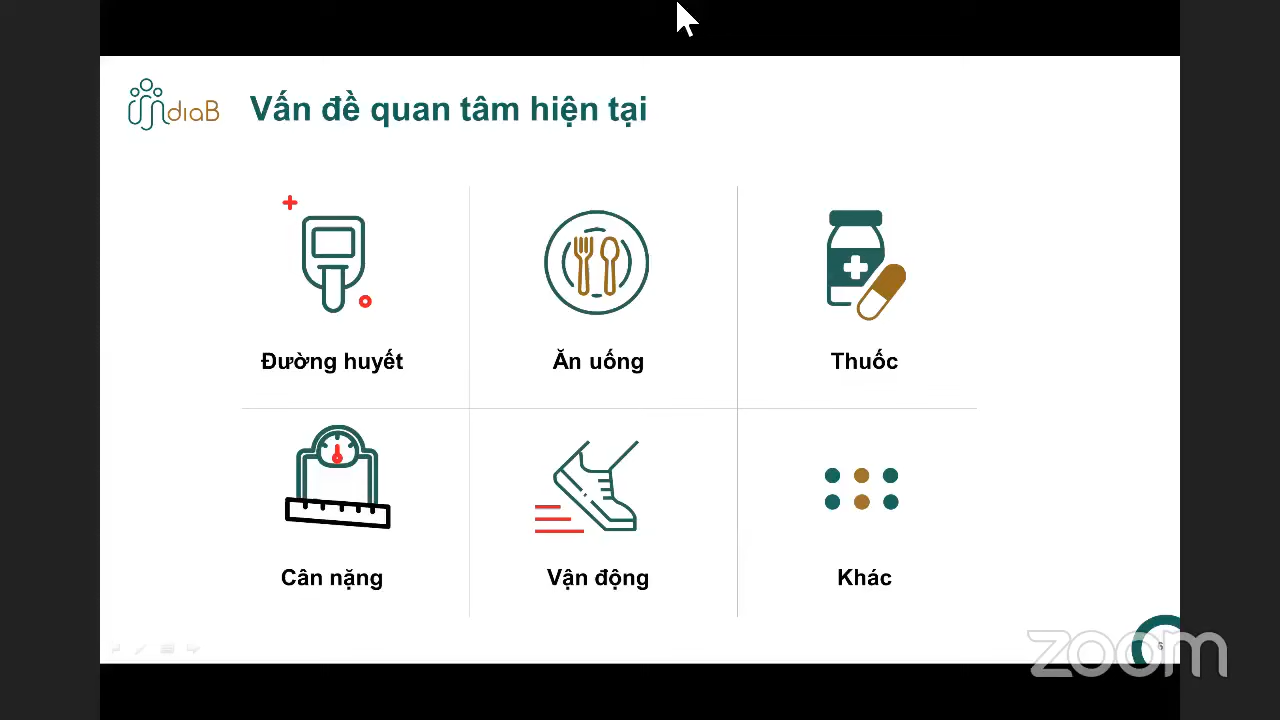 diaB
Vấn đề quan tâm hiện tại
Đường huyết
Ăn uống
Thuốc
Cân nặng
Vận động
Khác
zoom